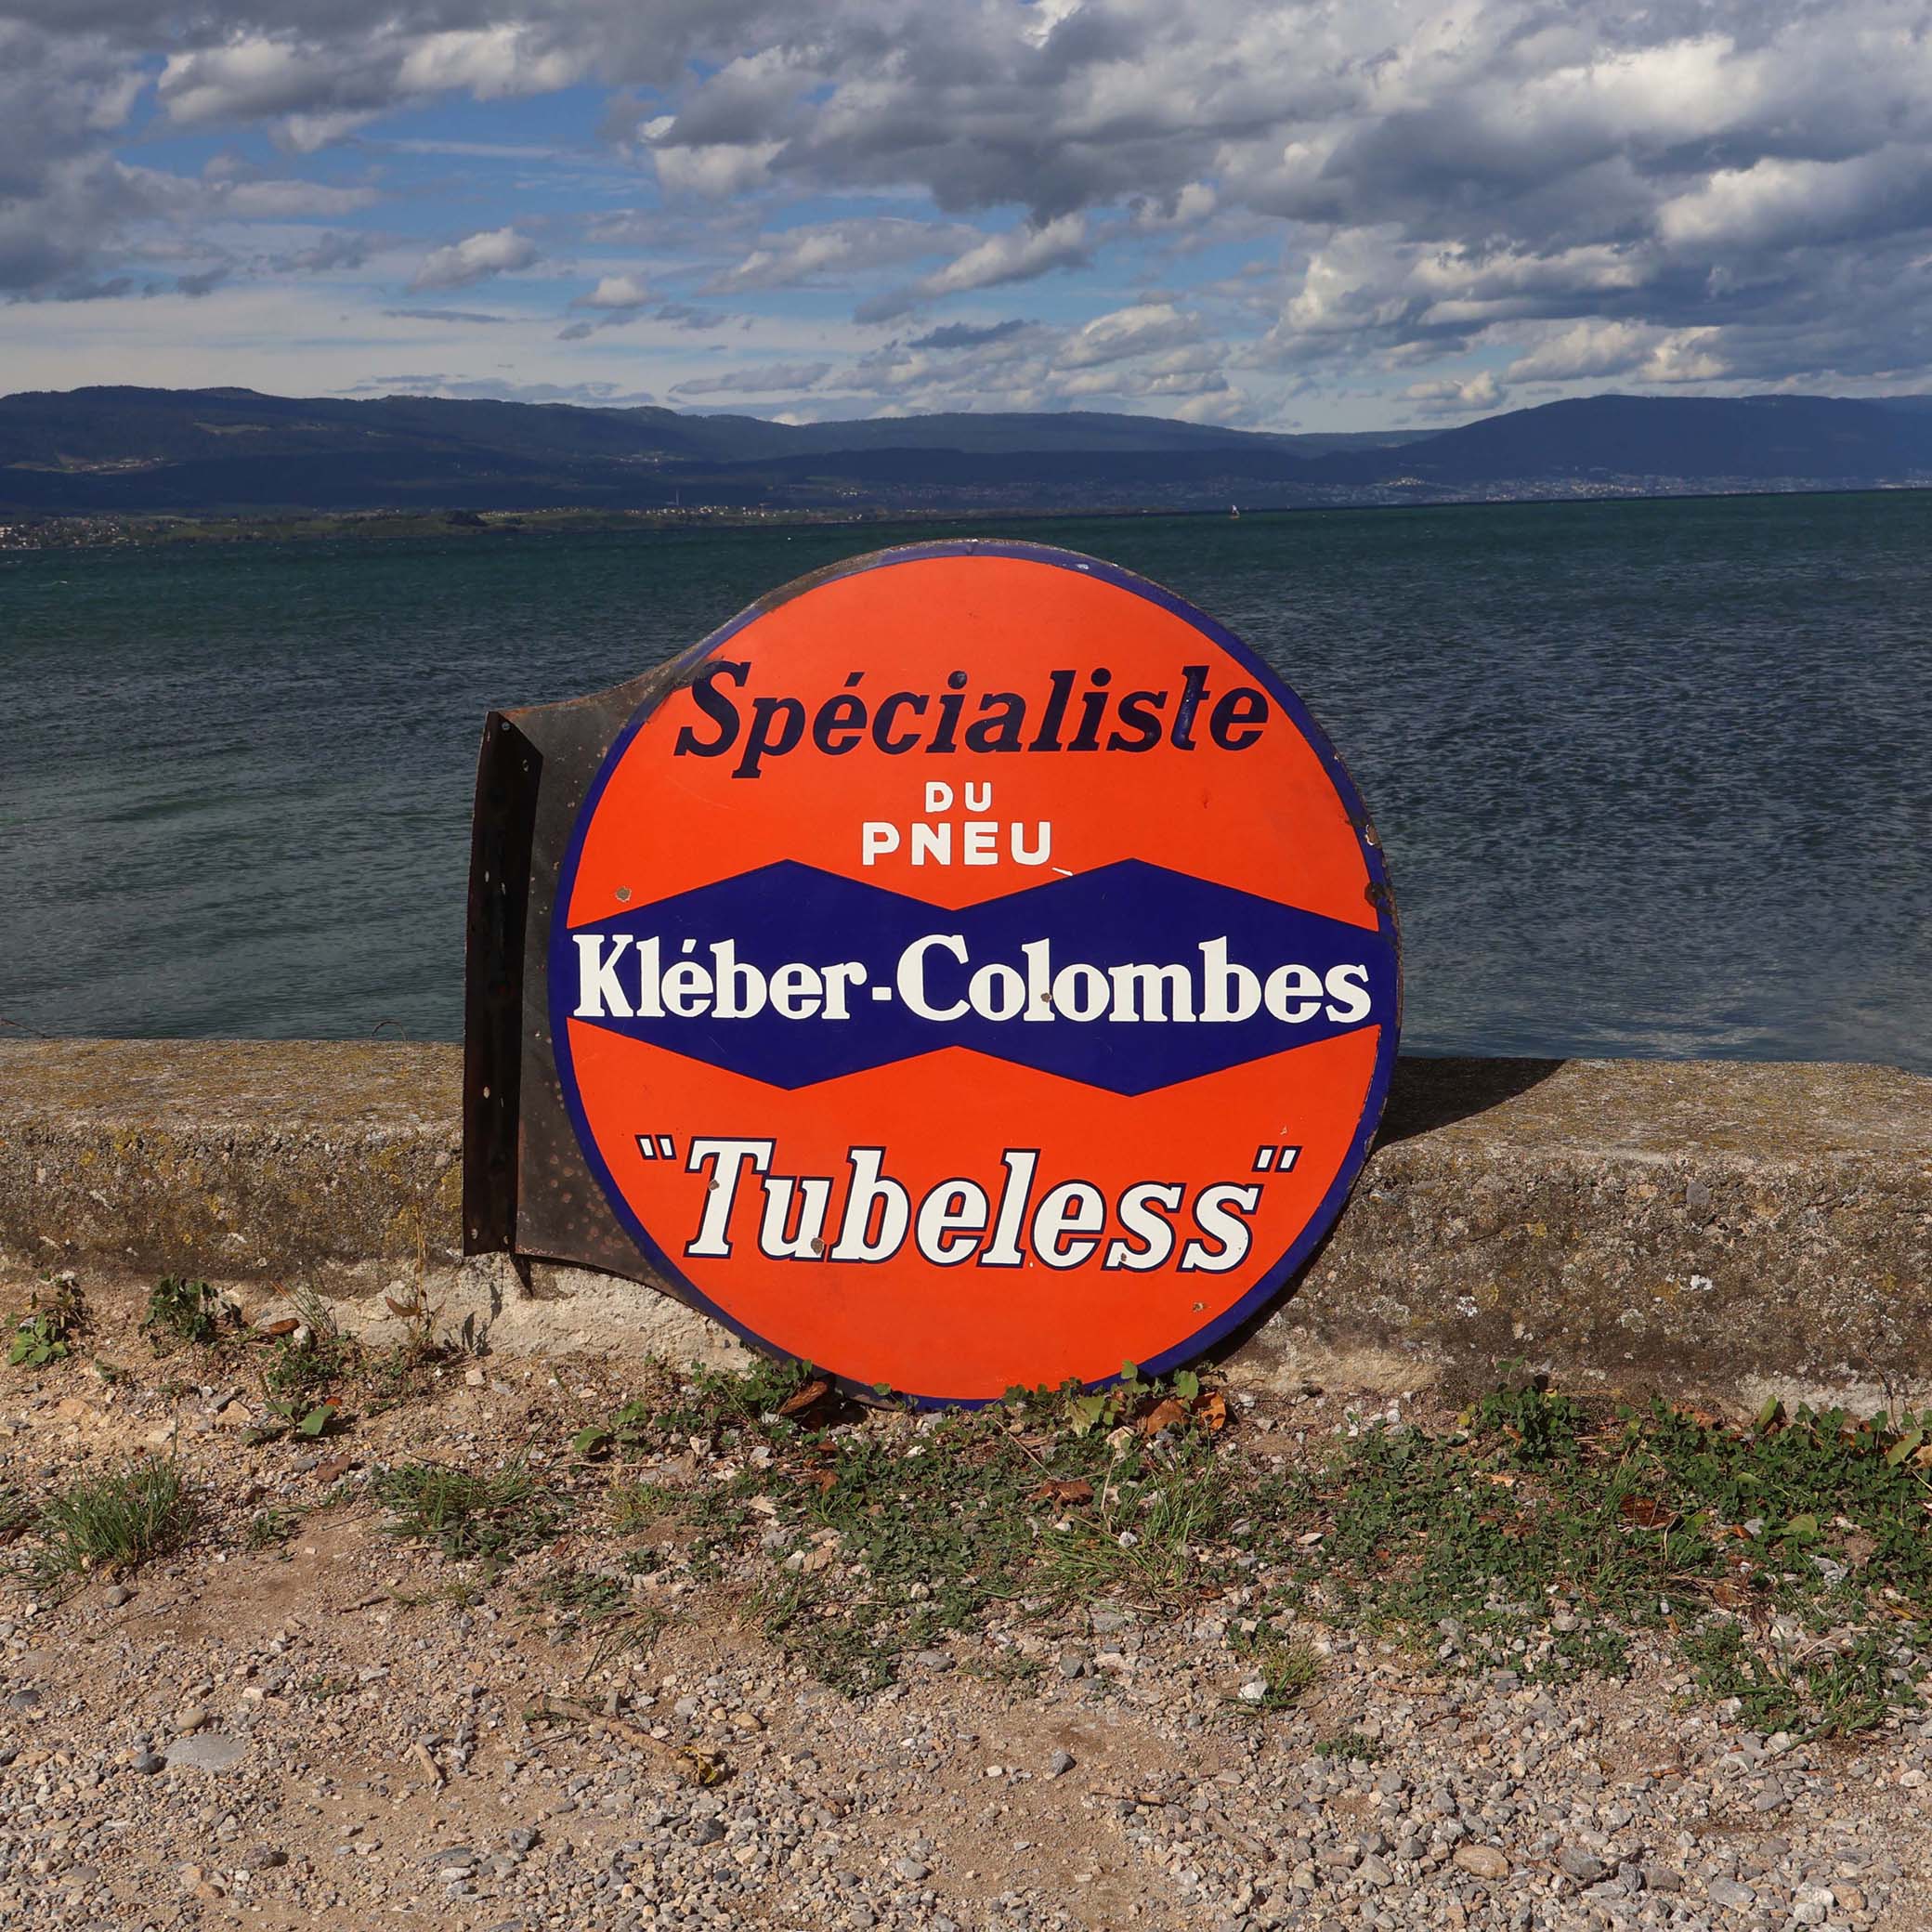 Spécialiste
DU
PNEU
Kléber-Colombes
"Tubeless"